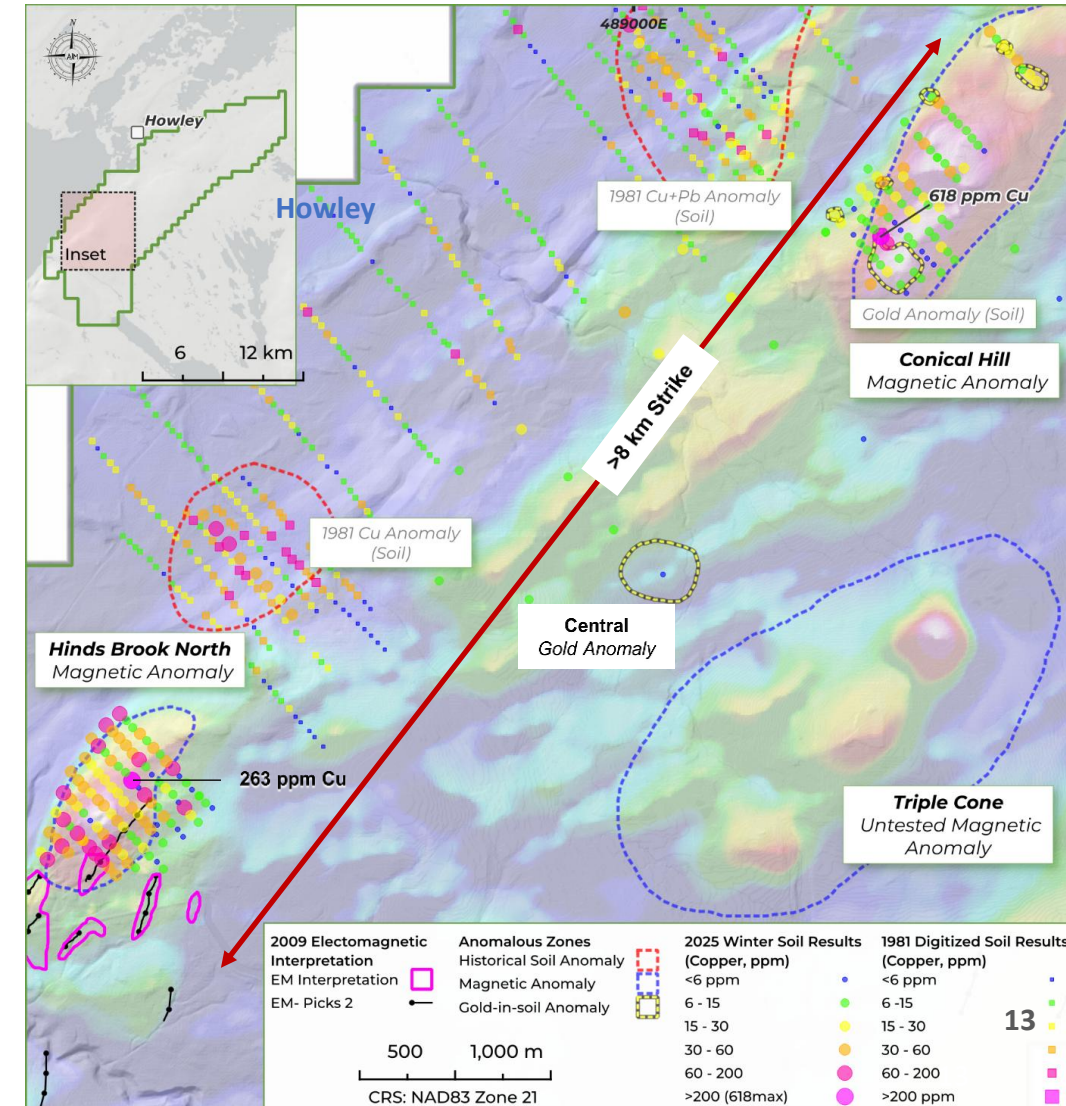 N
AIM
Howley
Inset
6 12 km
Howley
489000E
1981 Cu+Pb Anomaly
(Soil)
618 ppm Cu
Gold Anomaly (Soil)
Conical Hill
Magnetic Anomaly
>8 km Strike
1981 Cu Anomaly
(Soil)
Central
Gold Anomaly
Hinds Brook North
Magnetic Anomaly
263 ppm Cu
Triple Cone
Untested Magnetic
Anomaly
2009 Electomagnetic
Interpretation
EM Interpretation
EM- Picks 2
Anomalous Zones
Historical Soil Anomaly
Magnetic Anomaly
Gold-in-soil Anomaly
500 1,000 m
CRS: NAD83 Zone 21
2025 Winter Soil Results
(Copper, ppm)
<6 ppm
6 - 15
15 - 30
30 - 60
60 - 200
>200 (618max)
1981 Digitized Soil Results
(Copper, ppm)
<6 ppm
6 -15
15 - 30
30 - 60
60 - 200
>200 ppm
13